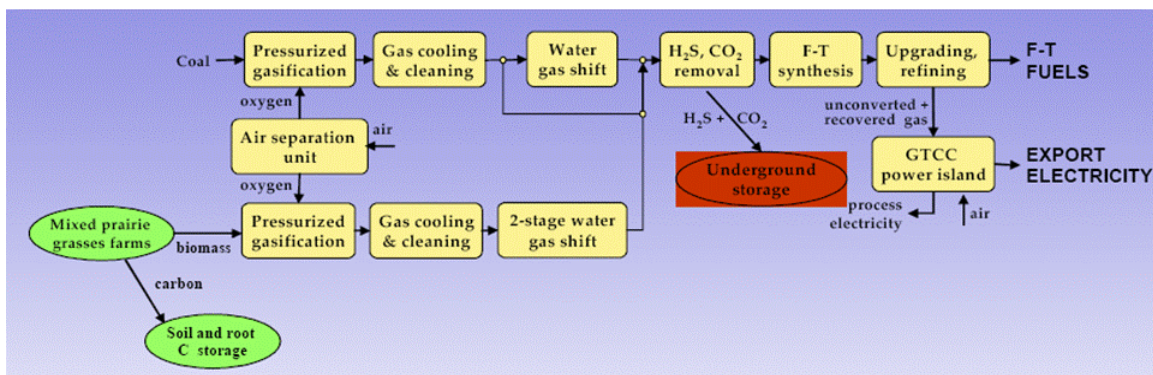 Coal
Pressurized
gasification
Gas cooling
& cleaning
Water
gas shift
H₂S, CO₂
removal
F-T
synthesis
Upgrading,
refining
F-T
FUELS
oxygen
Air separation
unit
air
oxygen
H₂S + CO₂
Underground
storage
unconverted +
recovered gas
GTCC
power island
EXPORT
ELECTRICITY
process
electricity
air
Mixed prairie
grasses farms
biomass
Pressurized
gasification
Gas cooling
& cleaning
2-stage water
gas shift
carbon
Soil and root
C storage